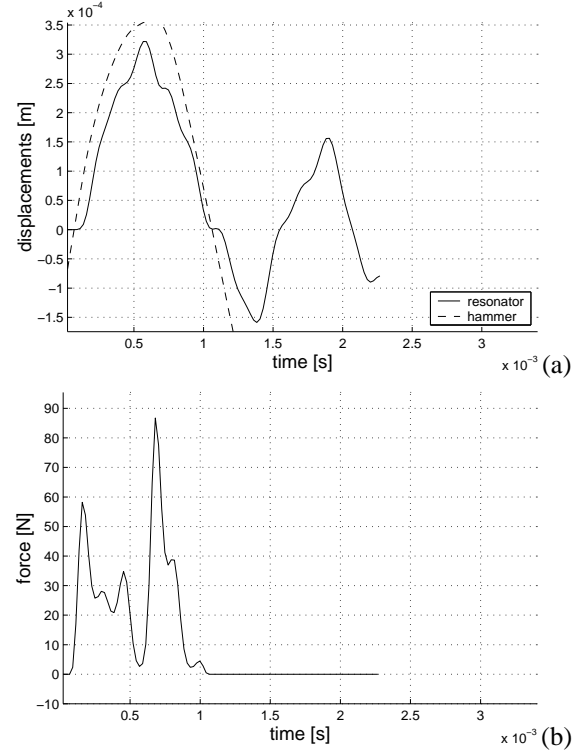 x 10⁻⁴
3.5
3
2.5
2
1.5
1
0.5
0
−0.5
−1
−1.5
displacements [m]
resonator
hammer
0.5 1 1.5 2 2.5 3
time [s]
x 10⁻³
(a)
90
80
70
60
50
40
30
20
10
0
−10
force [N]
0.5 1 1.5 2 2.5 3
time [s]
x 10⁻³
(b)